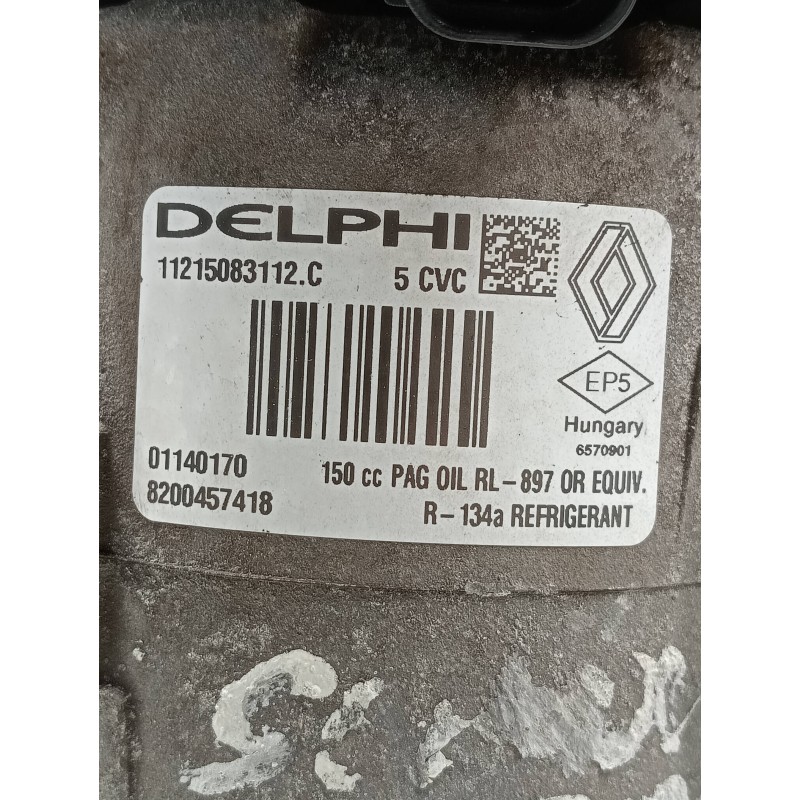 DELPHI
11215083112.C 5 CVC
EP5
Hungary
6570901
01140170 150 cc PAG OIL RL-897 OR EQUIV.
8200457418 R-134a REFRIGERANT